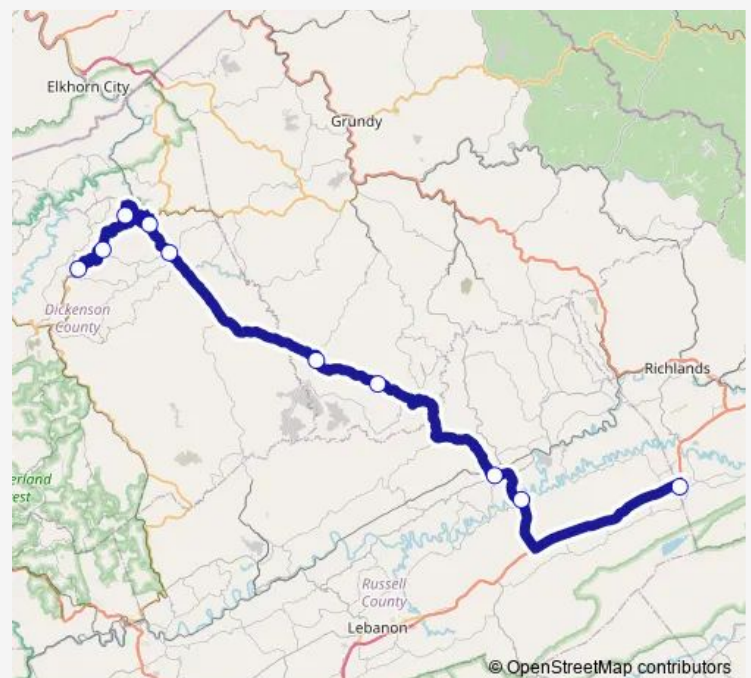 Elkhorn City
Grundy
Dickenson
County
Richlands
erland
est
Russell
County
Lebanon
© OpenStreetMap contributors